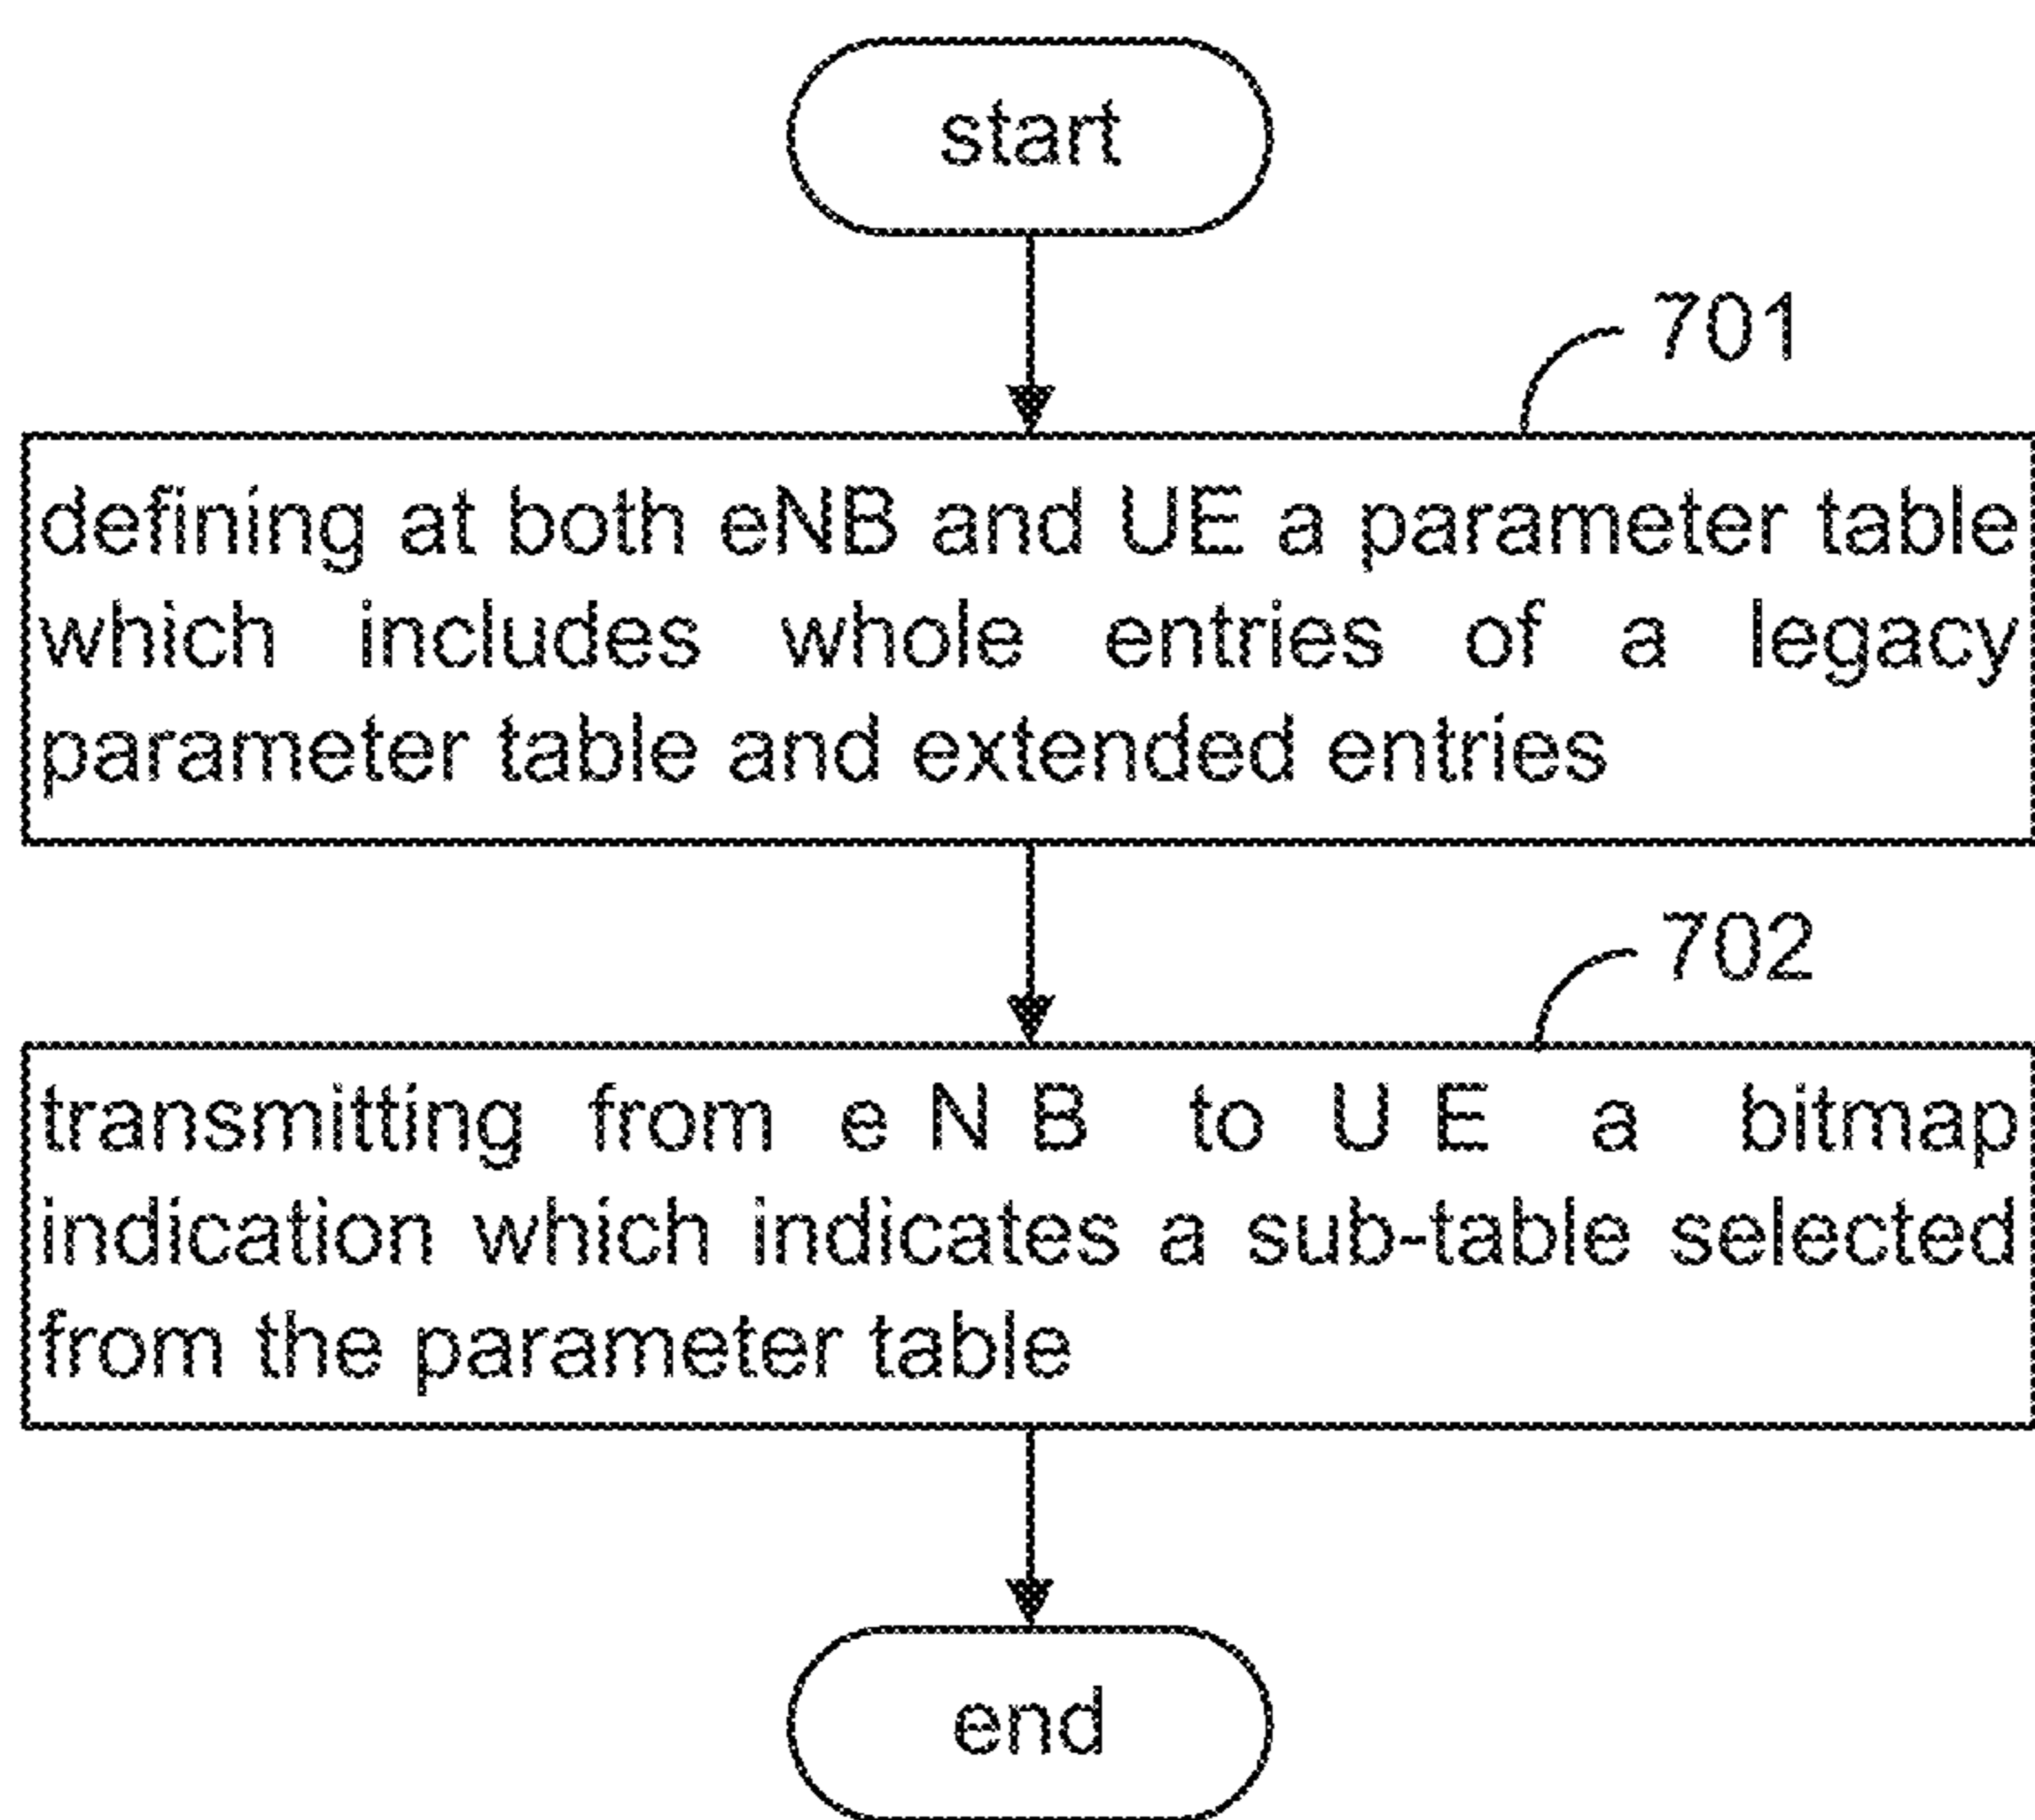 start
701
defining at both eNB and UE a parameter table
which includes whole entries of a legacy
parameter table and extended entries
702
transmitting from e N B to U E a bitmap
indication which indicates a sub-table selected
from the parameter table
end